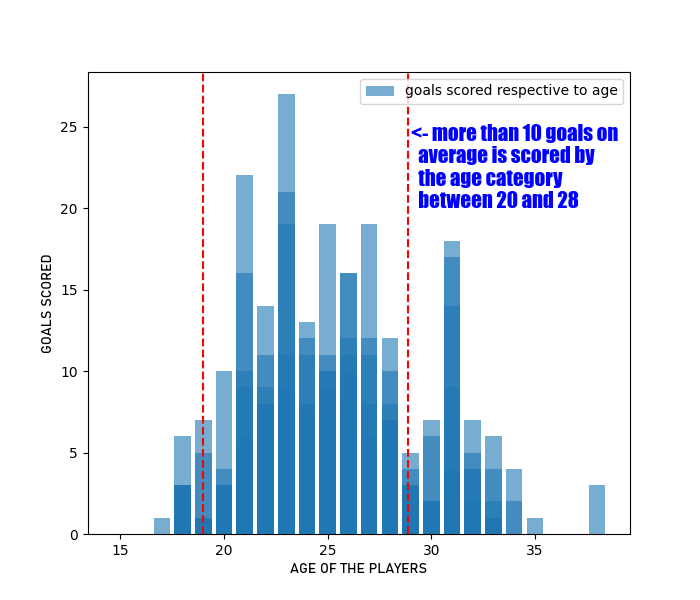 goals scored respective to age
<- more than 10 goals on
average is scored by
the age category
between 20 and 28
25
20
15
10
5
0
GOALS SCORED
15 20 25 30 35
AGE OF THE PLAYERS